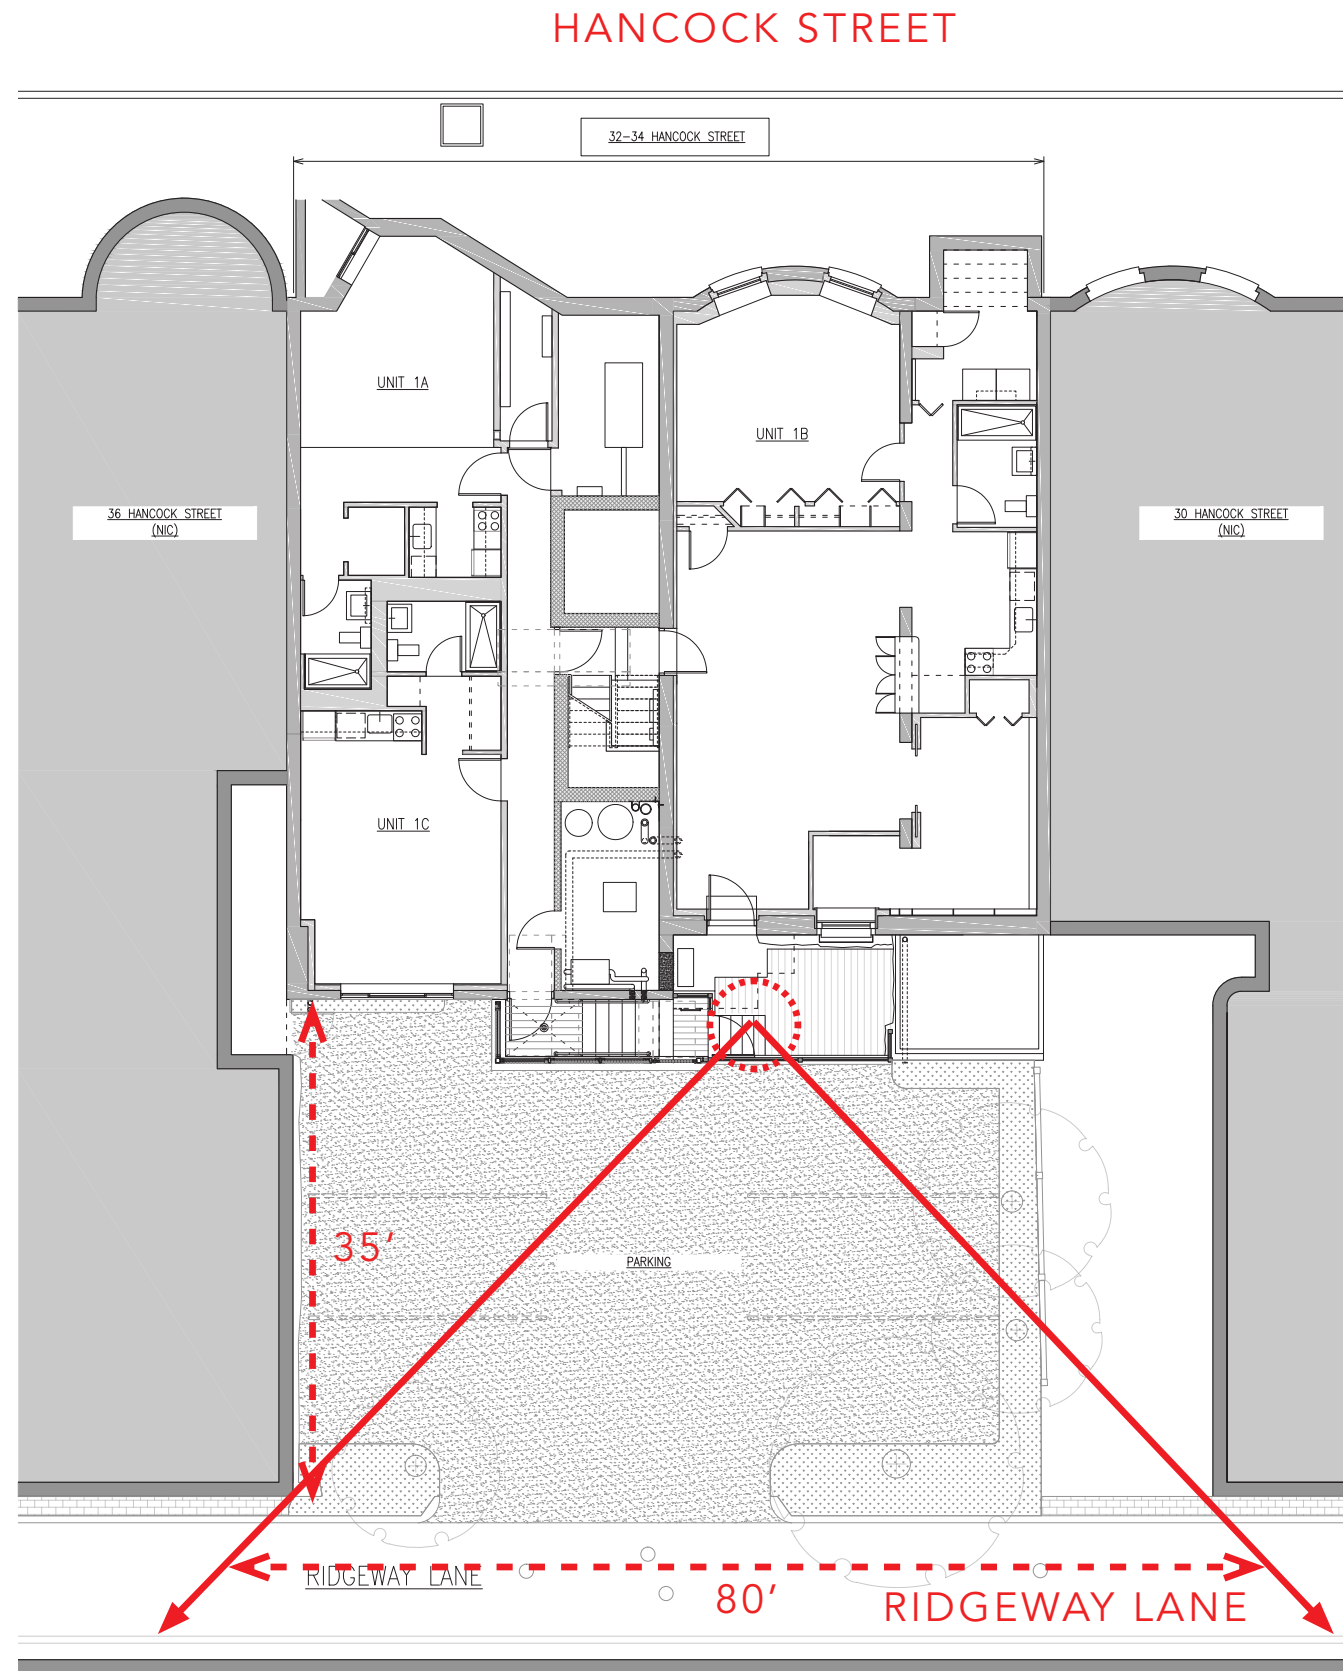 HANCOCK STREET
32-34 HANCOCK STREET
UNIT 1A
UNIT 1B
36 HANCOCK STREET
(NIC)
30 HANCOCK STREET
(NIC)
UNIT 1C
35'
PARKING
RIDGEWAY LANE
80'
RIDGEWAY LANE